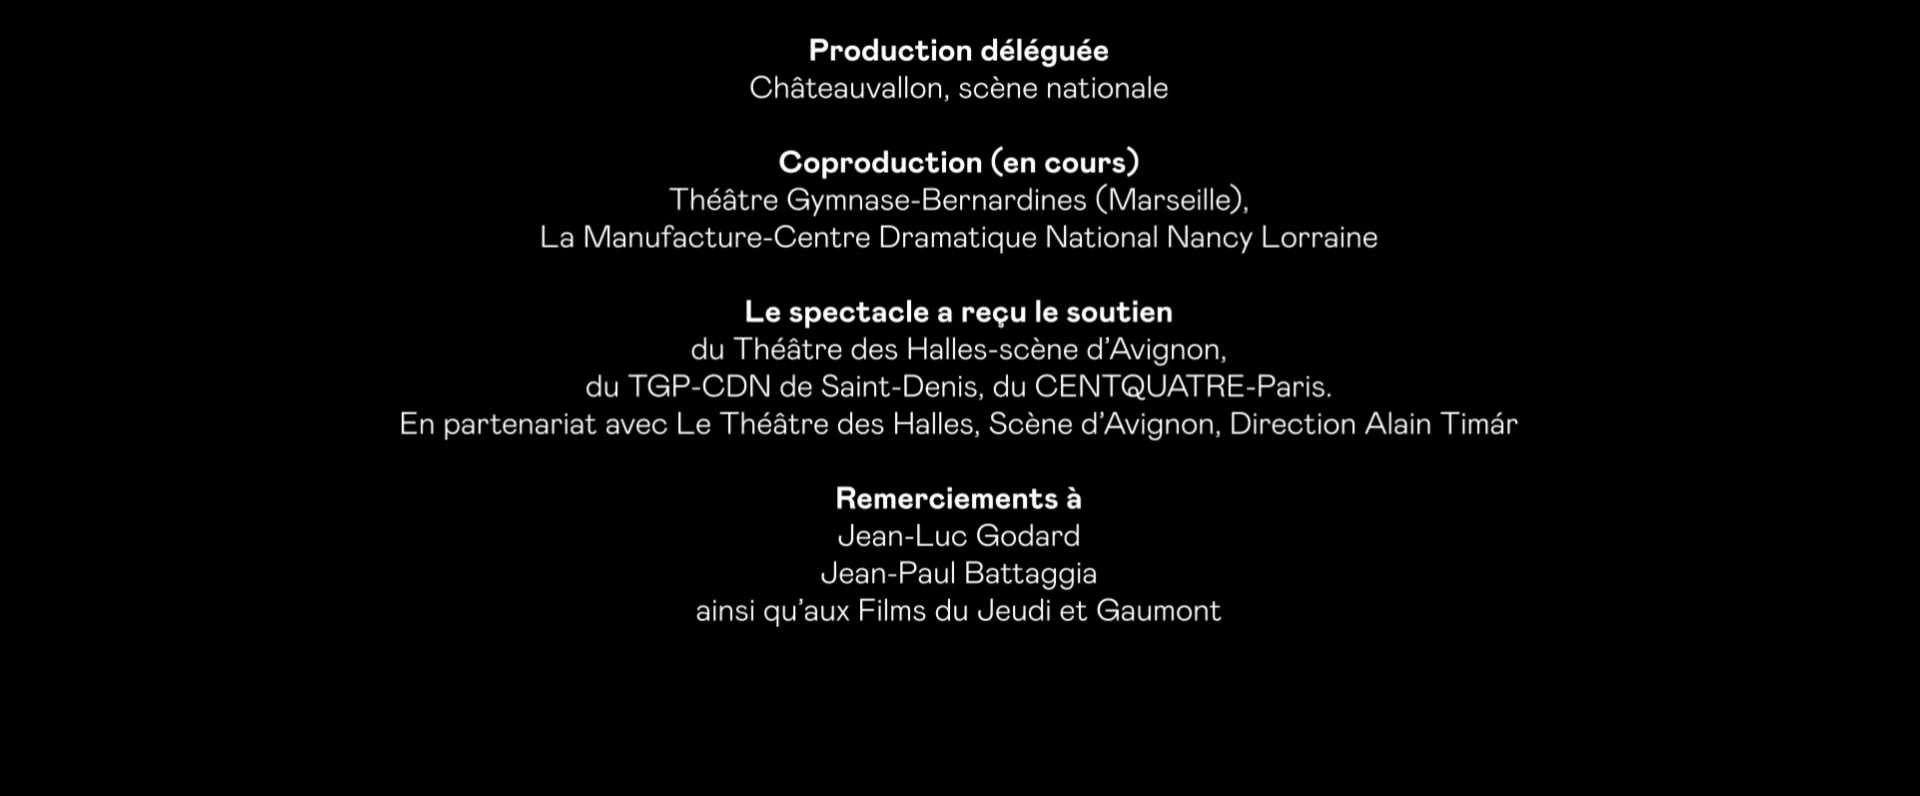 Production déléguée
Châteauvallon, scène nationale
Coproduction (en cours)
Théâtre Gymnase-Bernardines (Marseille),
La Manufacture-Centre Dramatique National Nancy Lorraine
Le spectacle a reçu le soutien
du Théâtre des Halles-scène d’Avignon,
du TGP-CDN de Saint-Denis, du CENTQUATRE-Paris.
En partenariat avec Le Théâtre des Halles, Scène d’Avignon, Direction Alain Timár
Remerciements à
Jean-Luc Godard
Jean-Paul Battaggia
ainsi qu’aux Films du Jeudi et Gaumont